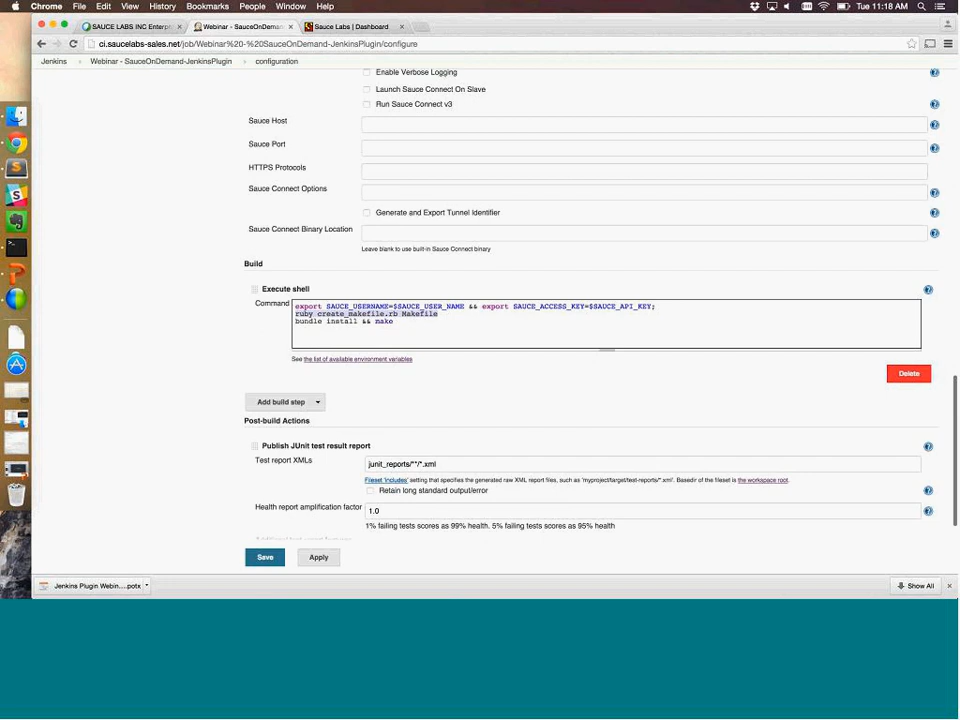 Chrome File Edit View History Bookmarks People Window Help Tue 11:18 AM
SAUCE LABS INC Enterpr
Webinar - SauceOnDeman
Sauce Labs | Dashboard
ci.saucelabs-sales.net/job/Webinar%20-%20SauceOnDemand-JenkinsPlugin/configure
Jenkins Webinar - SauceOnDemand-JenkinsPlugin configuration
Enable Verbose Logging
Launch Sauce Connect On Slave
Run Sauce Connect v3
Sauce Host
Sauce Port
HTTPS Protocols
Sauce Connect Options
Generate and Export Tunnel Identifier
Sauce Connect Binary Location
Leave blank to use built-in Sauce Connect binary
Build
Execute shell
Command
export SAUCE_USERNAME=$SAUCE_USER_NAME && export SAUCE_ACCESS_KEY=$SAUCE_API_KEY;
ruby create_makefile.rb Makefile
bundle install && make
See the list of available environment variables
Delete
Add build step
Post-build Actions
Publish JUnit test result report
Test report XMLs
junit_reports/**/*.xml
Fileset 'includes' setting that specifies the generated raw XML report files, such as 'myproject/target/test-reports/*.xml'. Basedir of the fileset is the workspace root.
Retain long standard output/error
Health report amplification factor
1.0
1% failing tests scores as 99% health. 5% failing tests scores as 95% health
Save Apply
Jenkins Plugin Webin....potx
Show All